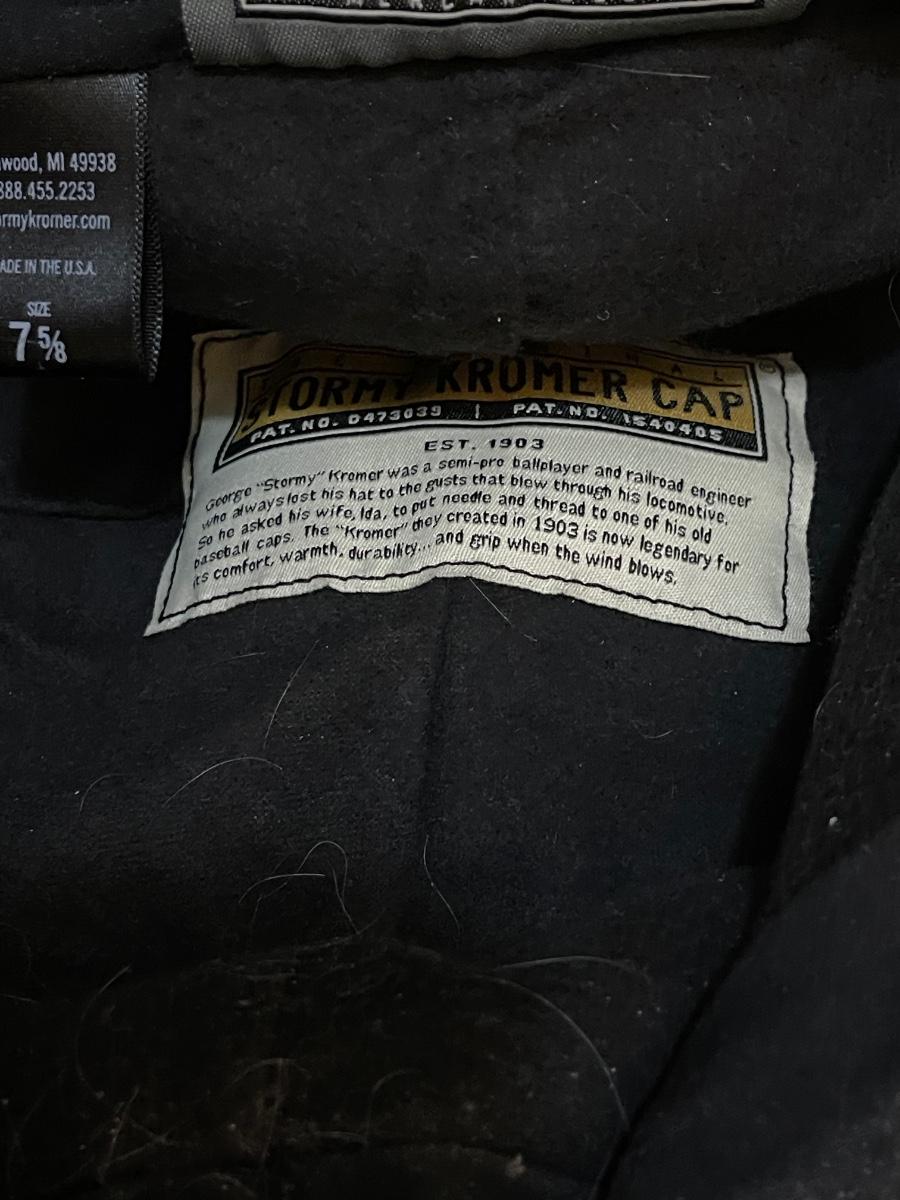 wood, MI 49938
888.455.2253
rmykromer.com
ADE IN THE U.S.A.
SIZE
7 5/8
STORMY KROMER CAP
PAT. NO. D473039 | PAT. NO. 1540405
EST. 1903
George "Stormy" Kromer was a semi-pro ballplayer and railroad engineer
who always lost his hat to the gusts that blew through his locomotive.
So he asked his wife, Ida, to put needle and thread to one of his old
baseball caps. The "Kromer" they created in 1903 is now legendary for
its comfort, warmth, durability... and grip when the wind blows.